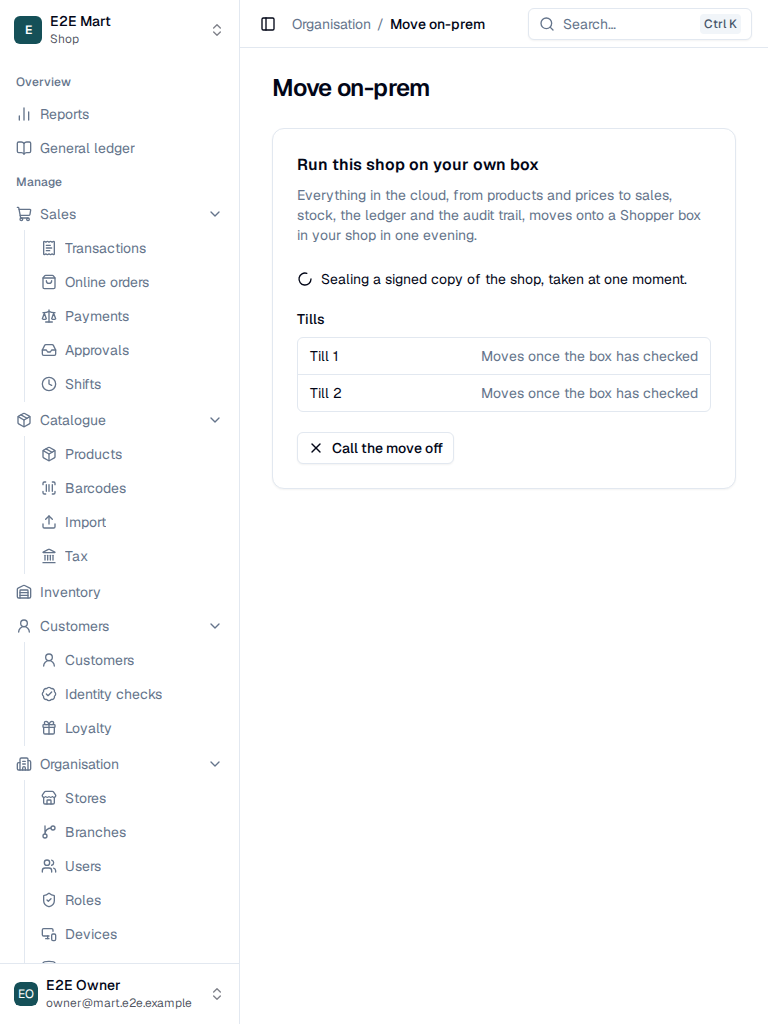 E2E Mart
E
Shop
Organisation / Move on-prem
Search...
Ctrl K
Overview
Reports
General ledger
Manage
Sales
Transactions
Online orders
Payments
Approvals
Shifts
Catalogue
Products
Barcodes
Import
Tax
Inventory
Customers
Customers
Identity checks
Loyalty
Organisation
Stores
Branches
Users
Roles
Devices
EO
E2E Owner
owner@mart.e2e.example
Move on-prem
Run this shop on your own box
Everything in the cloud, from products and prices to sales,
stock, the ledger and the audit trail, moves onto a Shopper box
in your shop in one evening.
Sealing a signed copy of the shop, taken at one moment.
Tills
Till 1 Moves once the box has checked
Till 2 Moves once the box has checked
Call the move off